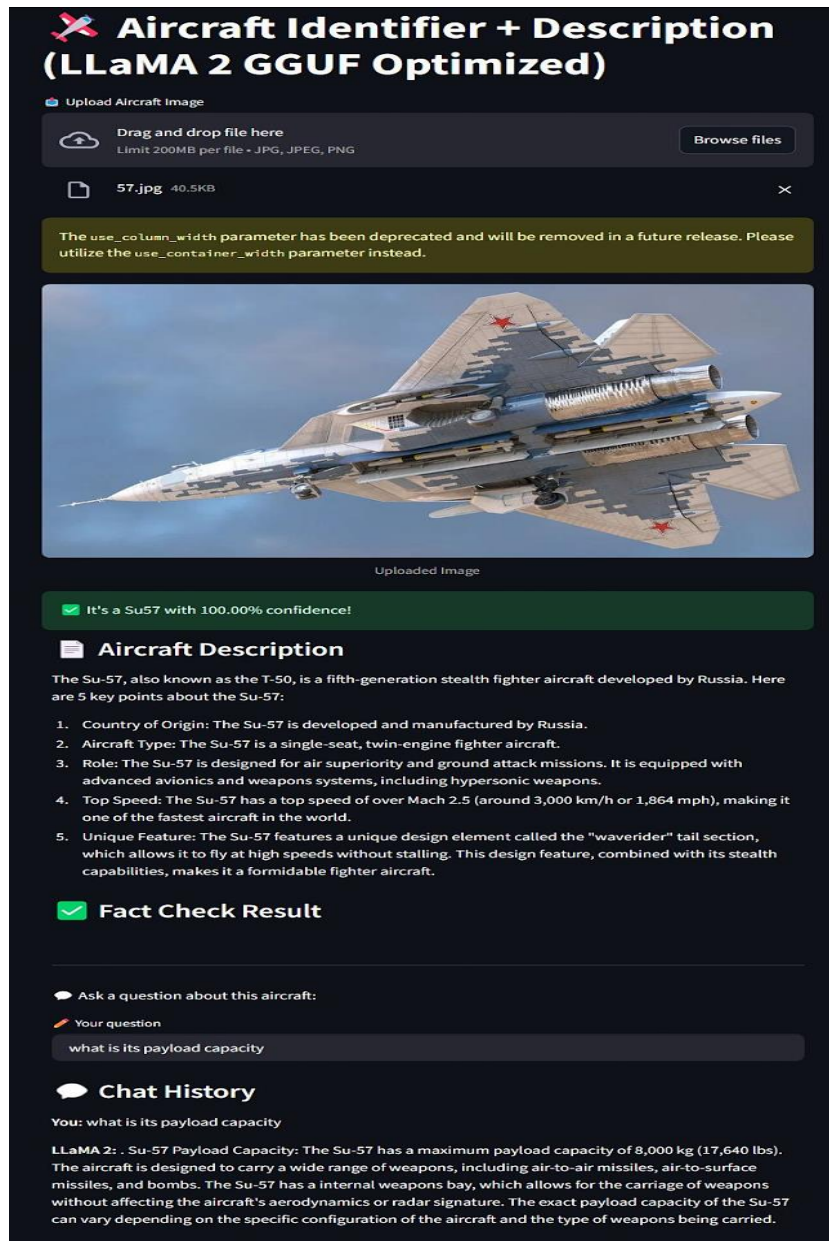 Aircraft Identifier + Description
(LLaMA 2 GGUF Optimized)
Upload Aircraft Image
Drag and drop file here
Limit 200MB per file • JPG, JPEG, PNG
Browse files
57.jpg 40.5KB
The use_column_width parameter has been deprecated and will be removed in a future release. Please
utilize the use_container_width parameter instead.
Uploaded Image
It's a Su57 with 100.00% confidence!
Aircraft Description
The Su-57, also known as the T-50, is a fifth-generation stealth fighter aircraft developed by Russia. Here
are 5 key points about the Su-57:
1. Country of Origin: The Su-57 is developed and manufactured by Russia.
2. Aircraft Type: The Su-57 is a single-seat, twin-engine fighter aircraft.
3. Role: The Su-57 is designed for air superiority and ground attack missions. It is equipped with
advanced avionics and weapons systems, including hypersonic weapons.
4. Top Speed: The Su-57 has a top speed of over Mach 2.5 (around 3,000 km/h or 1,864 mph), making it
one of the fastest aircraft in the world.
5. Unique Feature: The Su-57 features a unique design element called the "waverider" tail section,
which allows it to fly at high speeds without stalling. This design feature, combined with its stealth
capabilities, makes it a formidable fighter aircraft.
Fact Check Result
Ask a question about this aircraft:
Your question
what is its payload capacity
Chat History
You: what is its payload capacity
LLaMA 2: . Su-57 Payload Capacity: The Su-57 has a maximum payload capacity of 8,000 kg (17,640 lbs).
The aircraft is designed to carry a wide range of weapons, including air-to-air missiles, air-to-surface
missiles, and bombs. The Su-57 has a internal weapons bay, which allows for the carriage of weapons
without affecting the aircraft's aerodynamics or radar signature. The exact payload capacity of the Su-57
can vary depending on the specific configuration of the aircraft and the type of weapons being carried.